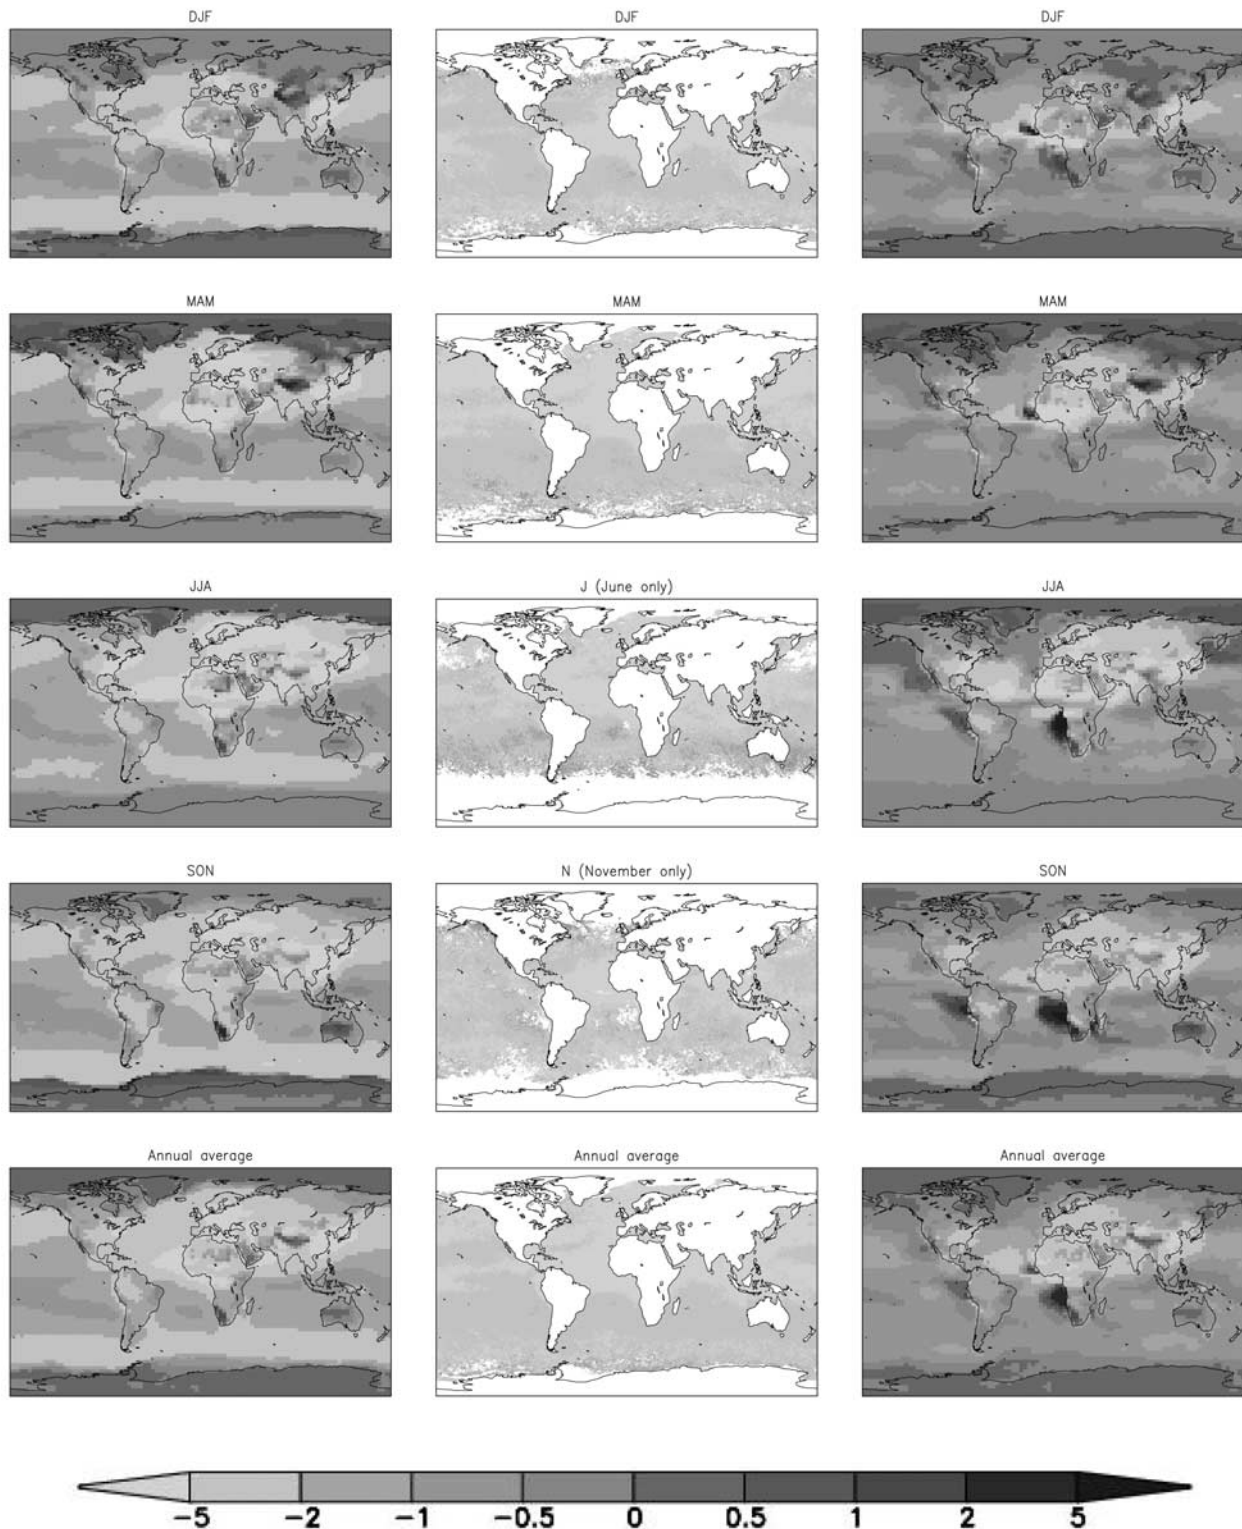 DJF DJF DJF
MAM MAM MAM
JJA J (June only) JJA
SON N (November only) SON
Annual average Annual average Annual average
−5 −2 −1 −0.5 0 0.5 1 2 5